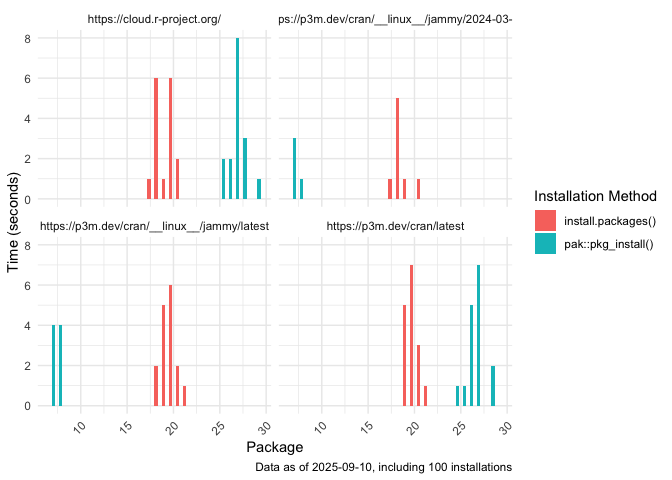 https://cloud.r-project.org/
ps://p3m.dev/cran/__linux__/jammy/2024-03-
8
6
4
2
0
https://p3m.dev/cran/__linux__/jammy/latest
https://p3m.dev/cran/latest
8
6
4
2
0
Time (seconds)
10
15
20
25
30
10
15
20
25
30
Package
Installation Method
install.packages()
pak::pkg_install()
Data as of 2025-09-10, including 100 installations